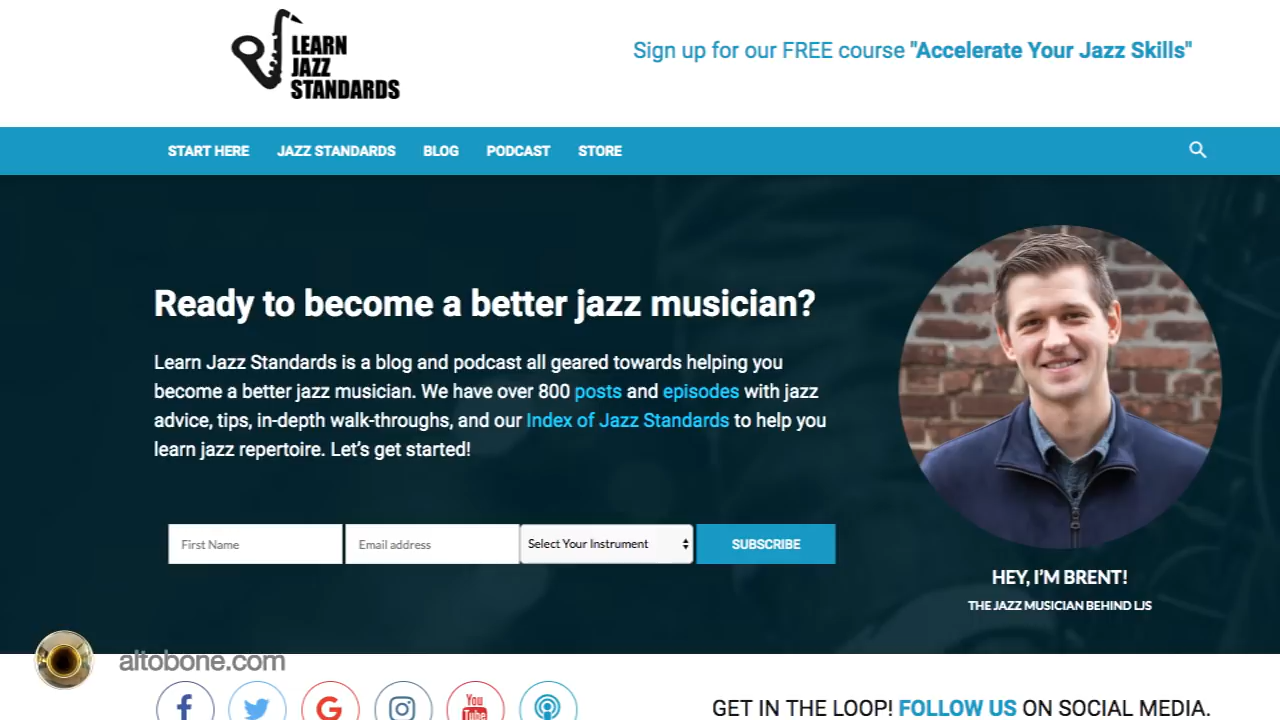 LEARN
JAZZ
STANDARDS
Sign up for our FREE course "Accelerate Your Jazz Skills"
START HERE JAZZ STANDARDS BLOG PODCAST STORE
Ready to become a better jazz musician?
Learn Jazz Standards is a blog and podcast all geared towards helping you
become a better jazz musician. We have over 800 posts and episodes with jazz
advice, tips, in-depth walk-throughs, and our Index of Jazz Standards to help you
learn jazz repertoire. Let's get started!
First Name Email address Select Your Instrument SUBSCRIBE
HEY, I'M BRENT!
THE JAZZ MUSICIAN BEHIND LJS
altobone.com
f G You
Tube
GET IN THE LOOP! FOLLOW US ON SOCIAL MEDIA.